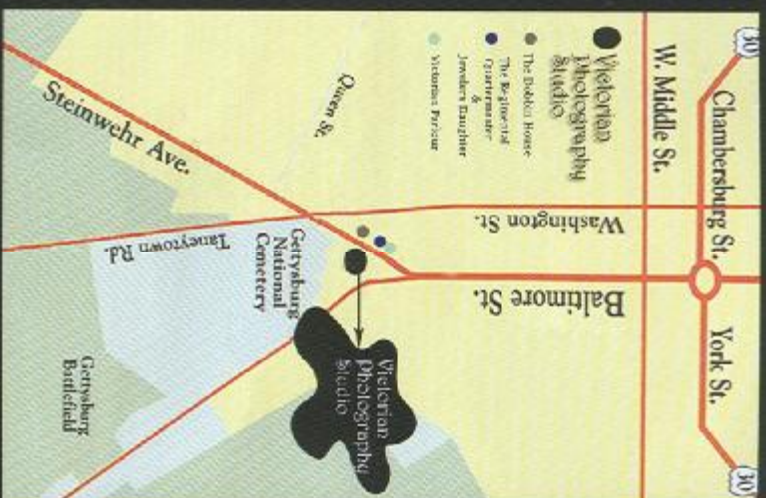 30
Chambersburg St.
York St.
30
W. Middle St.
Washington St.
Baltimore St.
Victorian
Photography
Studio
The Dobbin House
The Regimental
Quartermaster
&
Jewelers Daughter
Victorian Parlour
Queen St.
Steinwehr Ave.
Taneytown Rd.
Gettysburg
National
Cemetery
Victorian
Photography
Studio
Gettysburg
Battlefield